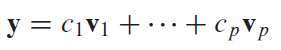 y = c₁v₁ + ⋯ + cₚvₚ